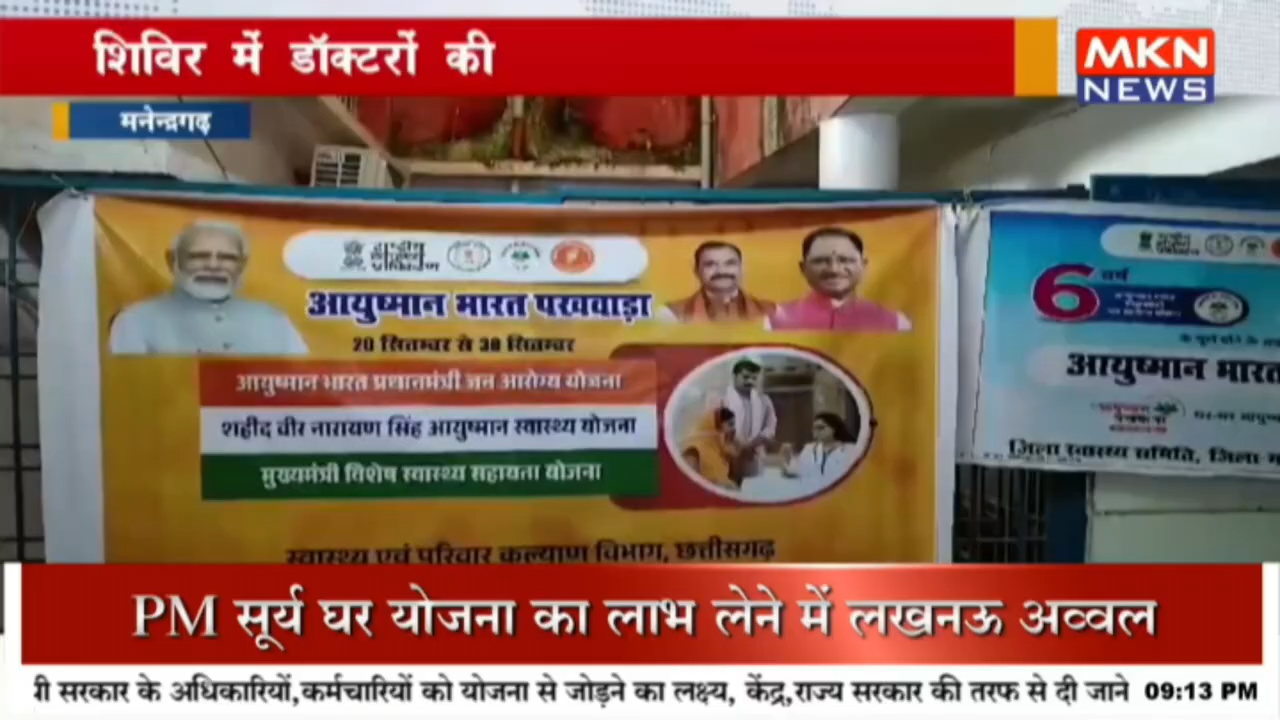 शिविर में डॉक्टरों की
MKN
NEWS
मनेन्द्रगढ़
आयुष्मान भारत पखवाड़ा
20 सितम्बर से 30 सितम्बर
आयुष्मान भारत प्रधानमंत्री जन आरोग्य योजना
शहीद वीर नारायण सिंह आयुष्मान स्वास्थ्य योजना
मुख्यमंत्री विशेष स्वास्थ्य सहायता योजना
स्वास्थ्य एवं परिवार कल्याण विभाग, छत्तीसगढ़
6 वर्ष
आयुष्मान भारत
जिला स्वास्थ्य समिति, जिला म
PM सूर्य घर योजना का लाभ लेने में लखनऊ अव्वल
सरकार के अधिकारियों,कर्मचारियों को योजना से जोड़ने का लक्ष्य, केंद्र,राज्य सरकार की तरफ से दी जाने
09:13 PM